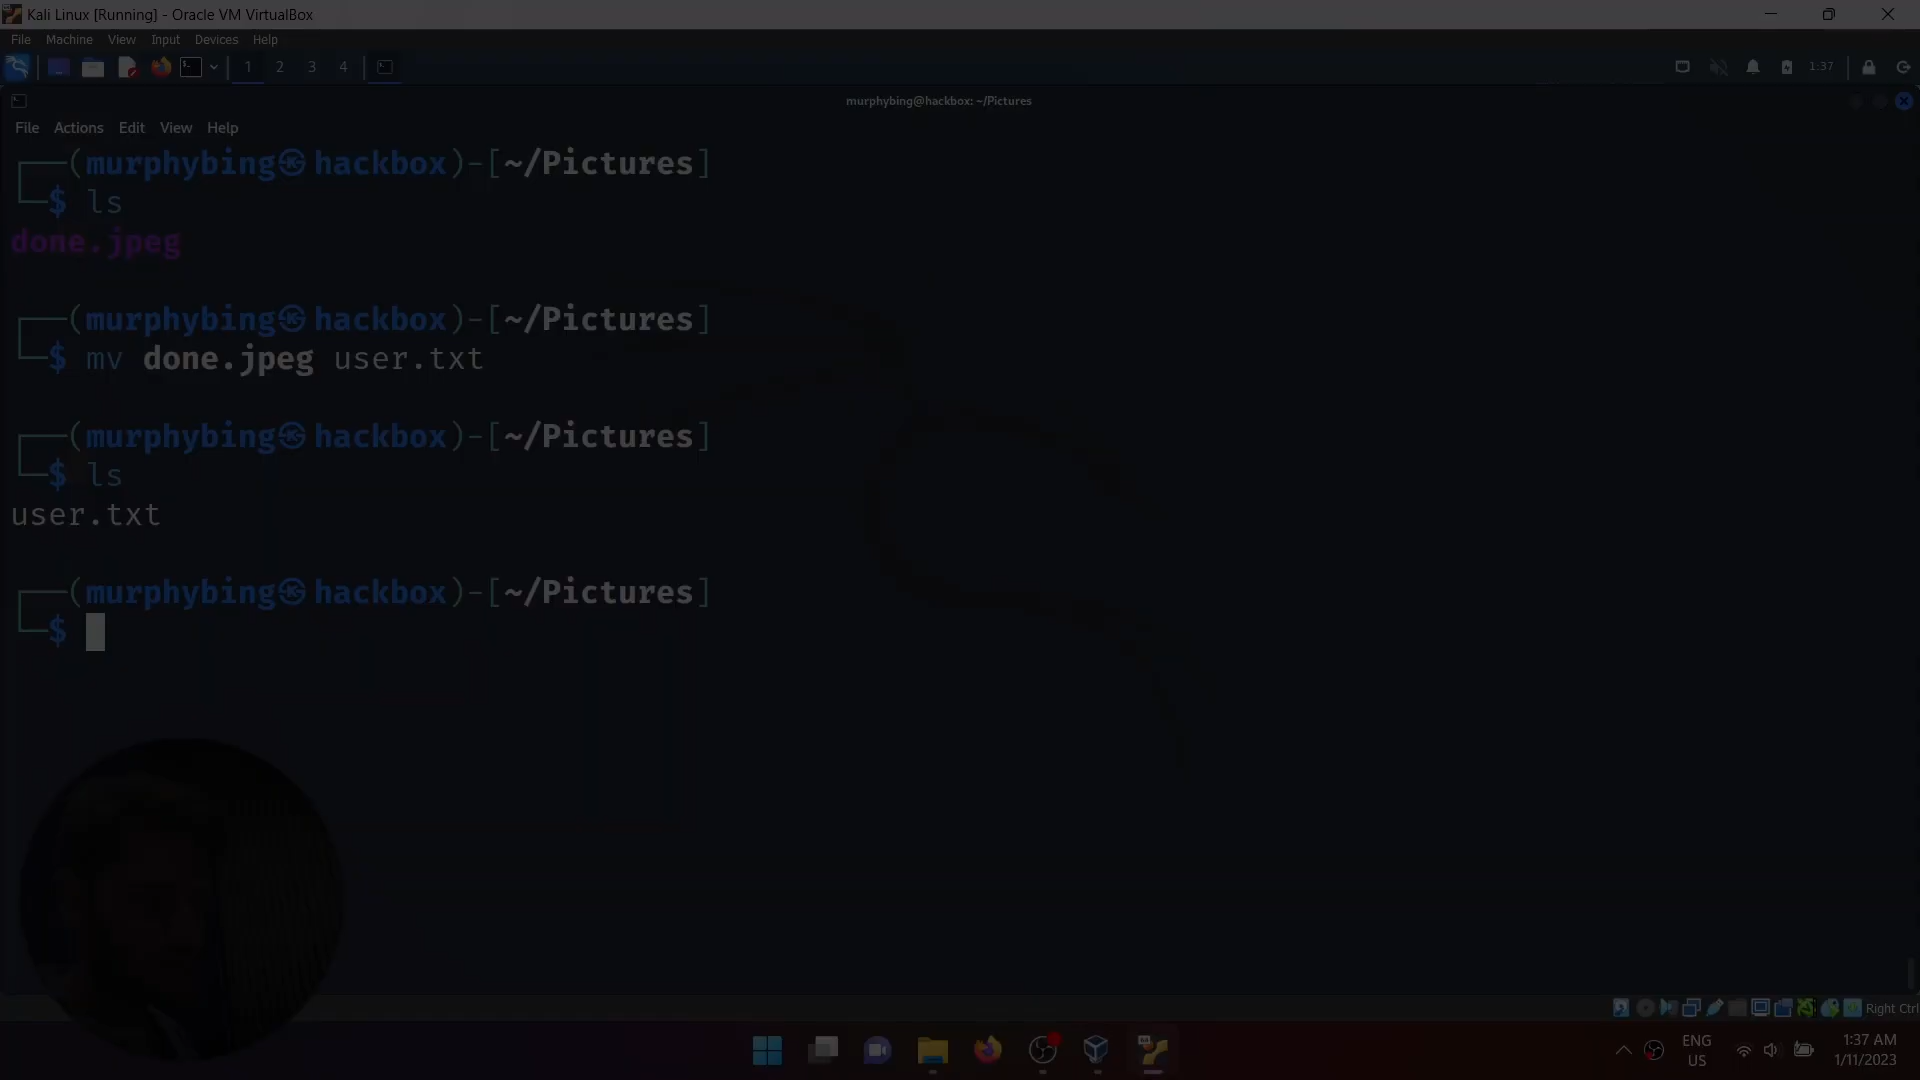 Kali Linux [Running] - Oracle VM VirtualBox
File Machine View Input Devices Help
1 2 3 4
1:37
murphybing@hackbox: ~/Pictures
File Actions Edit View Help
┌──(murphybing㉿hackbox)-[~/Pictures]
└─$ ls
done.jpeg
┌──(murphybing㉿hackbox)-[~/Pictures]
└─$ mv done.jpeg user.txt
┌──(murphybing㉿hackbox)-[~/Pictures]
└─$ ls
user.txt
┌──(murphybing㉿hackbox)-[~/Pictures]
└─$
Right Ctrl
ENG
US
1:37 AM
1/11/2023